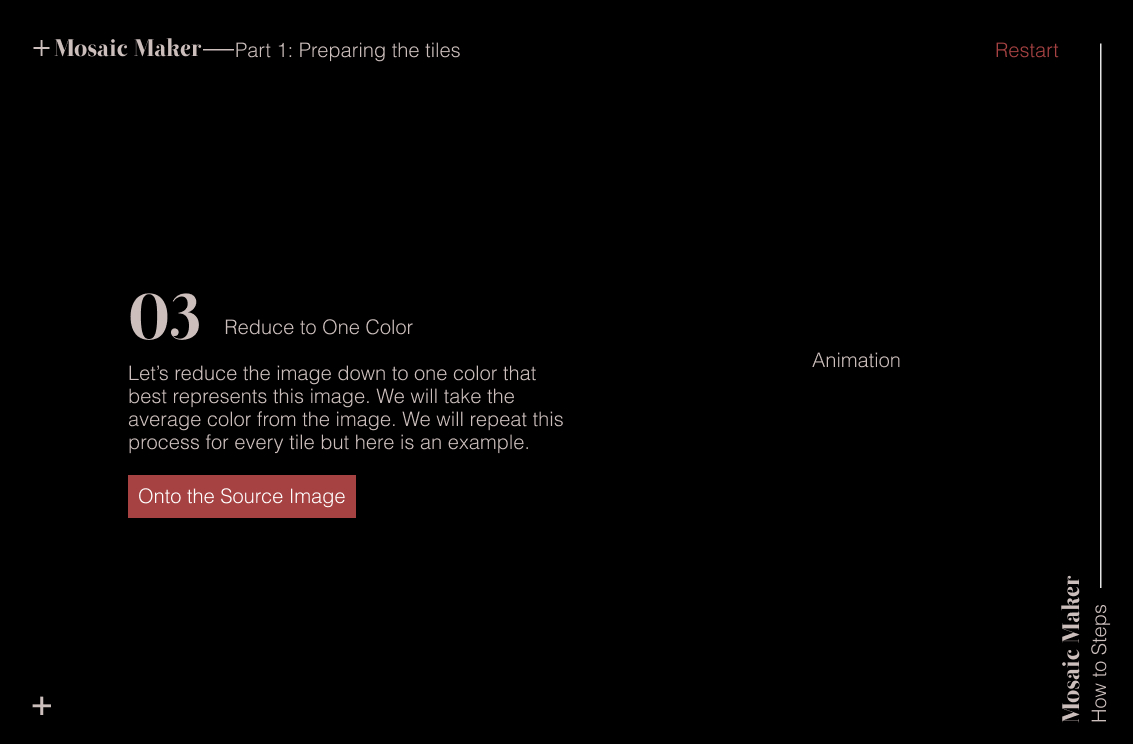 + Mosaic Maker—Part 1: Preparing the tiles
Restart
03 Reduce to One Color
Let’s reduce the image down to one color that
best represents this image. We will take the
average color from the image. We will repeat this
process for every tile but here is an example.
Onto the Source Image
Animation
Mosaic Maker
How to Steps
+